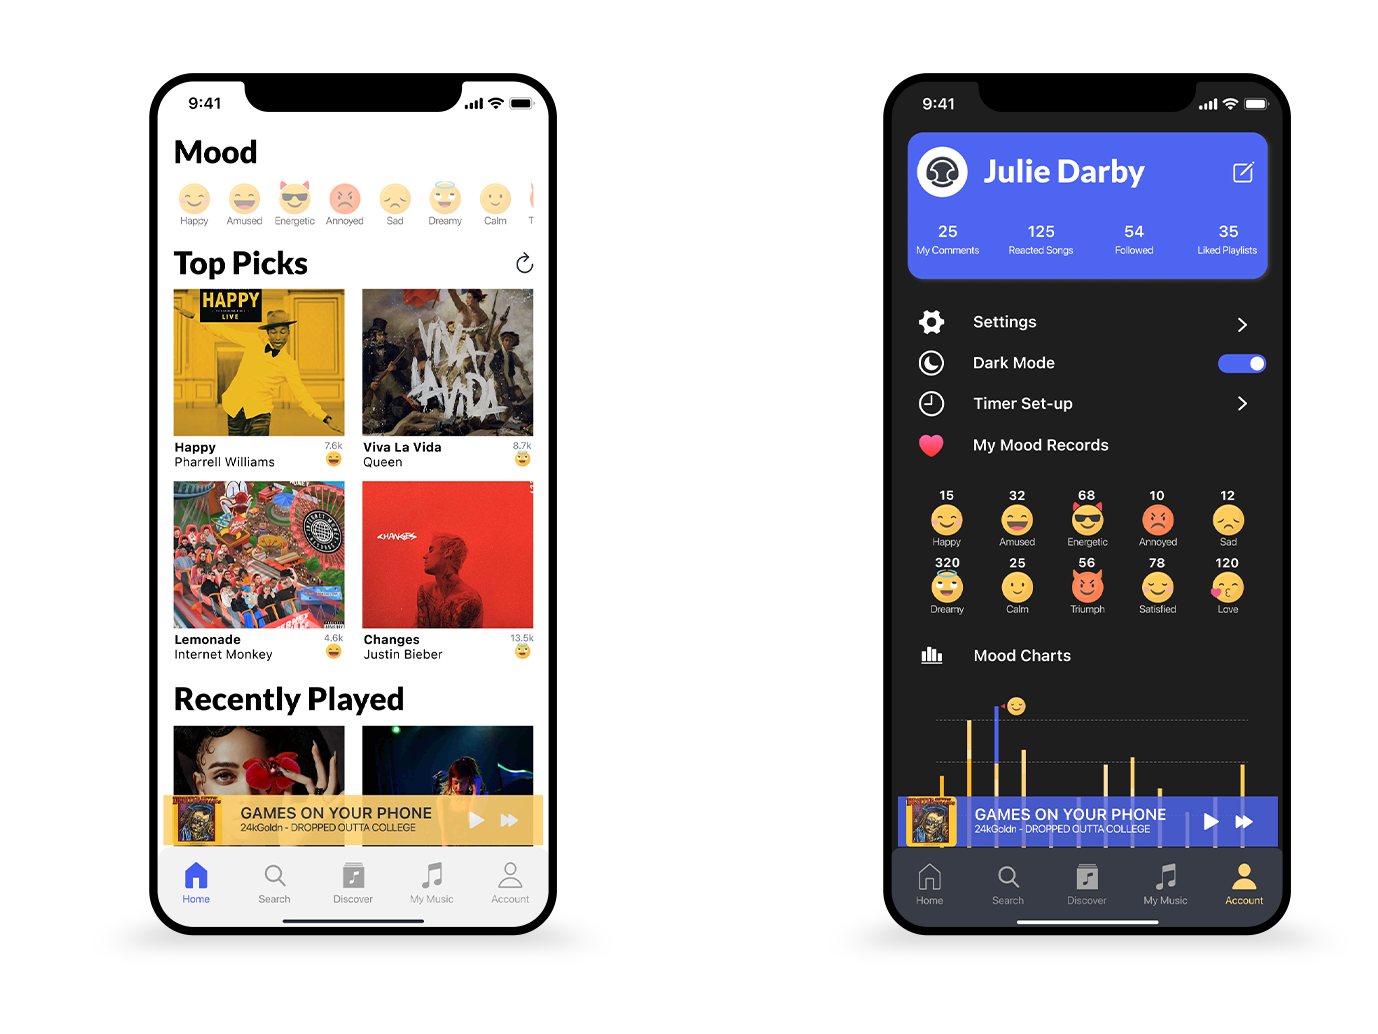 9:41
Mood
Happy Amused Energetic Annoyed Sad Dreamy Calm T
Top Picks
HAPPY
LIVE
VIVA
LA VIDA
Happy 7.6k
Pharrell Williams
Viva La Vida 8.7k
Queen
CHANGES
Lemonade 4.6k
Internet Monkey
Changes 13.5k
Justin Bieber
Recently Played
GAMES ON YOUR PHONE
24kGoldn - DROPPED OUTTA COLLEGE
Home Search Discover My Music Account
9:41
Julie Darby
25 125 54 35
My Comments Reacted Songs Followed Liked Playlists
Settings
Dark Mode
Timer Set-up
My Mood Records
15 32 68 10 12
Happy Amused Energetic Annoyed Sad
320 25 56 78 120
Dreamy Calm Triumph Satisfied Love
Mood Charts
GAMES ON YOUR PHONE
24kGoldn - DROPPED OUTTA COLLEGE
Home Search Discover My Music Account